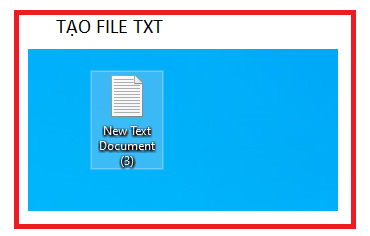 TẠO FILE TXT
New Text
Document
(3)